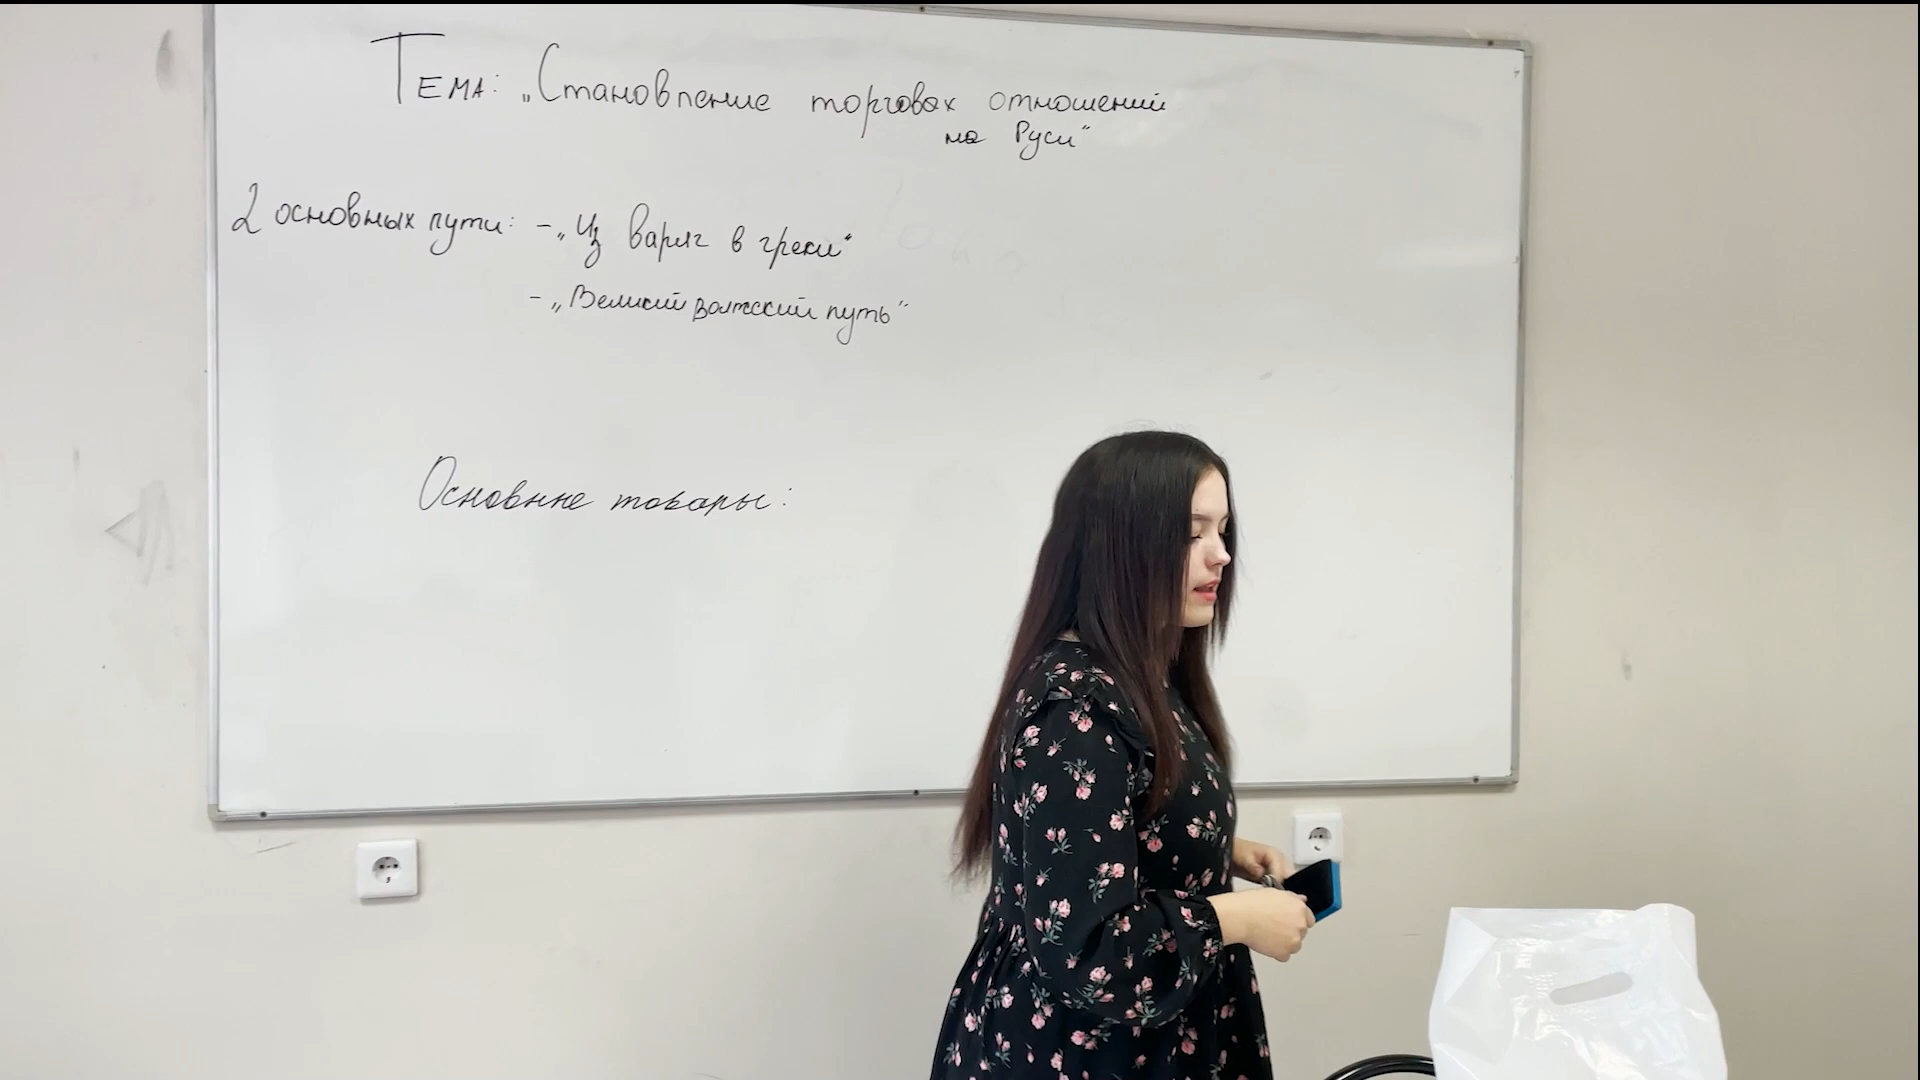 Тема: „Становление торговых отношений
на Руси“
2 основных пути: - „Из варяг в греки“
- „Великий волжский путь“
Основные товары: